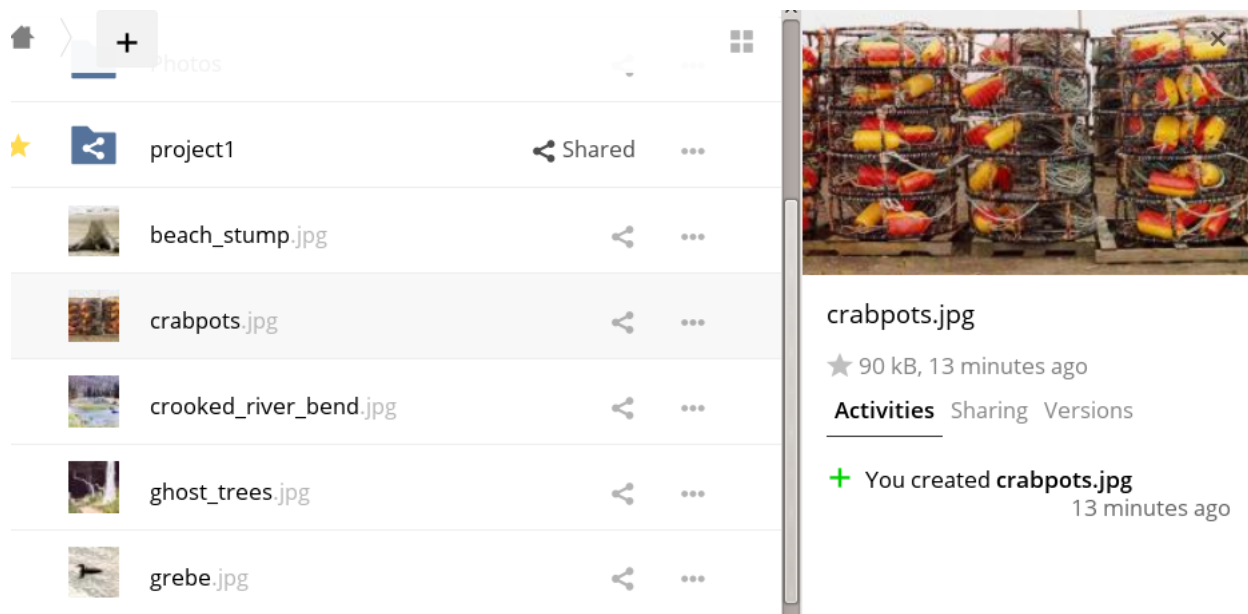 +
Photos
project1
Shared
beach_stump.jpg
crabpots.jpg
crooked_river_bend.jpg
ghost_trees.jpg
grebe.jpg
crabpots.jpg
90 kB, 13 minutes ago
Activities Sharing Versions
You created crabpots.jpg
13 minutes ago